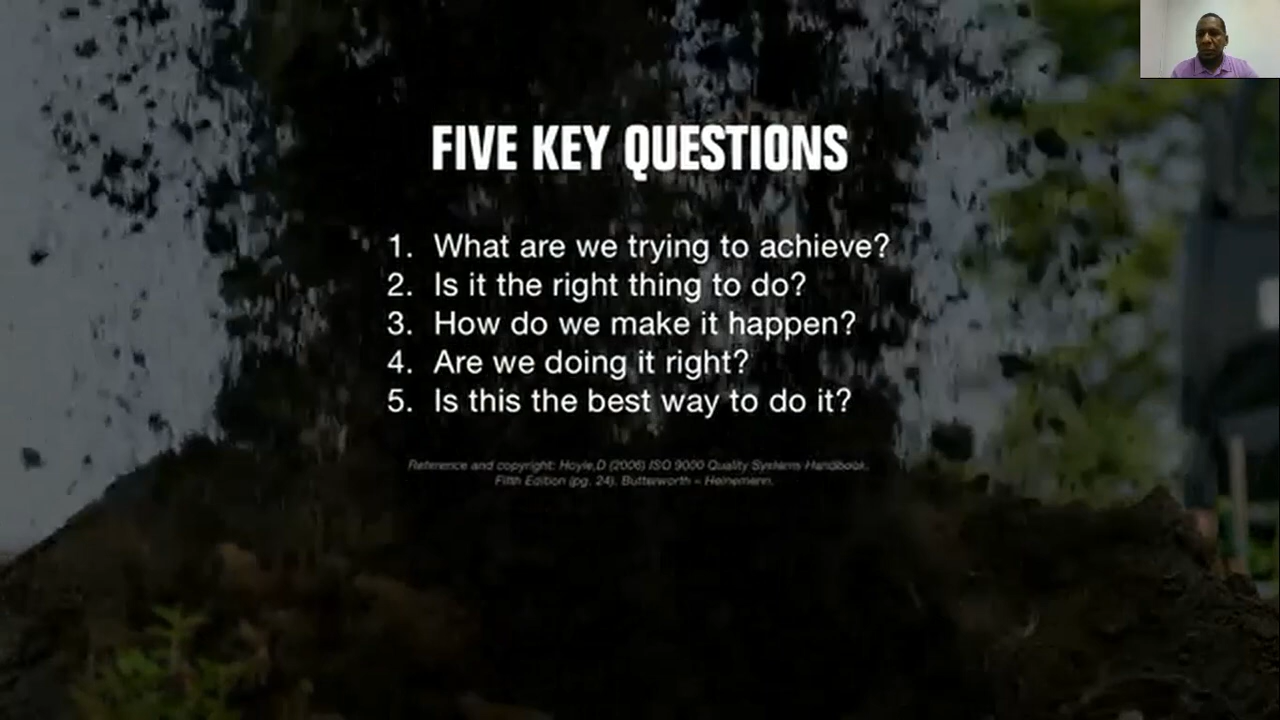 FIVE KEY QUESTIONS
1. What are we trying to achieve?
2. Is it the right thing to do?
3. How do we make it happen?
4. Are we doing it right?
5. Is this the best way to do it?
Reference and copyright: Hoyle,D (2006) ISO 9000 Quality Systems Handbook,
Fifth Edition (pg. 24), Butterworth – Heinemann.